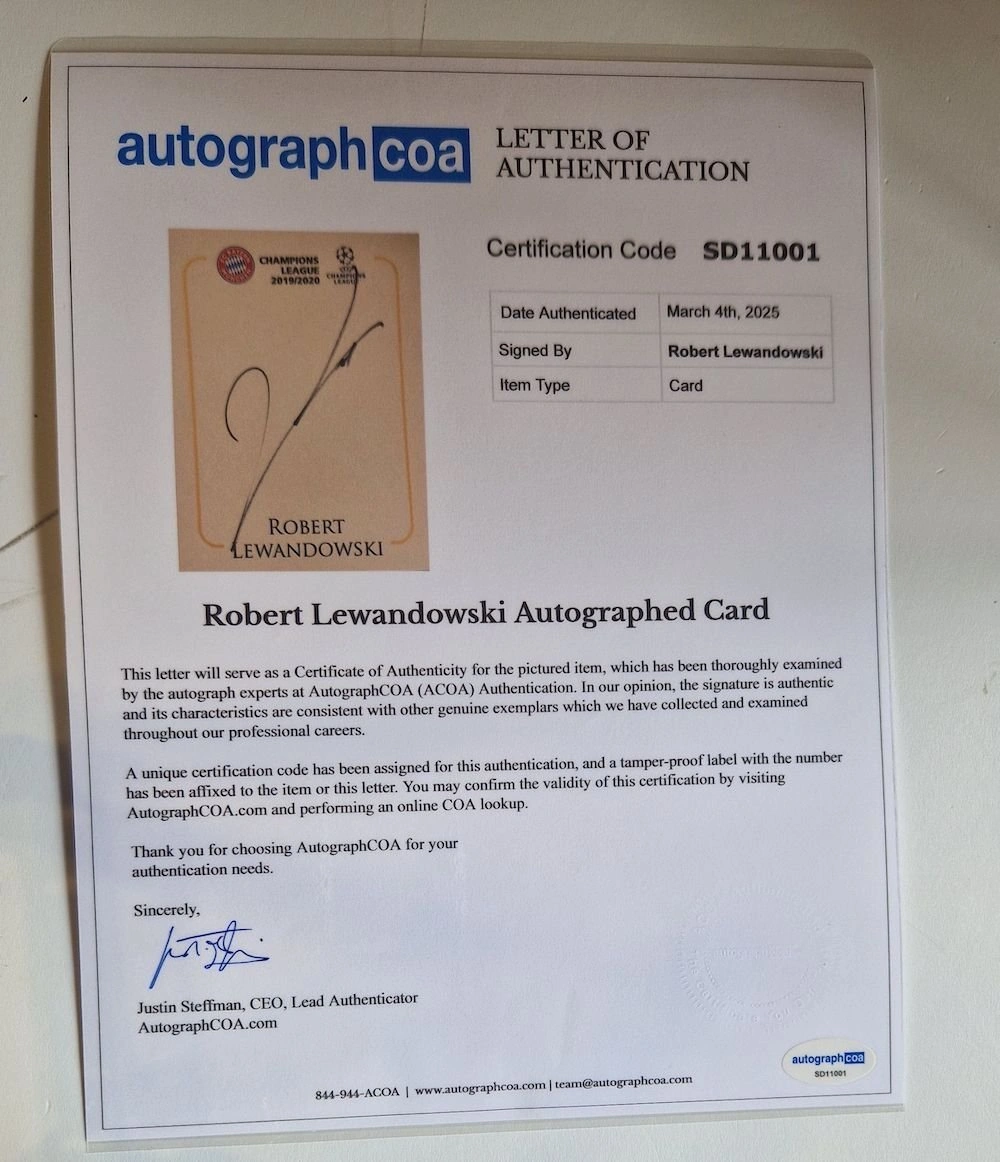 autographcoa
LETTER OF
AUTHENTICATION
CHAMPIONS
LEAGUE
2019/2020
CHAMPIONS
LEAGUE
ROBERT
LEWANDOWSKI
Certification Code SD11001
Date Authenticated March 4th, 2025
Signed By Robert Lewandowski
Item Type Card
Robert Lewandowski Autographed Card
This letter will serve as a Certificate of Authenticity for the pictured item, which has been thoroughly examined
by the autograph experts at AutographCOA (ACOA) Authentication. In our opinion, the signature is authentic
and its characteristics are consistent with other genuine exemplars which we have collected and examined
throughout our professional careers.
A unique certification code has been assigned for this authentication, and a tamper-proof label with the number
has been affixed to the item or this letter. You may confirm the validity of this certification by visiting
AutographCOA.com and performing an online COA lookup.
Thank you for choosing AutographCOA for your
authentication needs.
Sincerely,
Justin Steffman, CEO, Lead Authenticator
AutographCOA.com
autographcoa
SD11001
844-944-ACOA | www.autographcoa.com | team@autographcoa.com